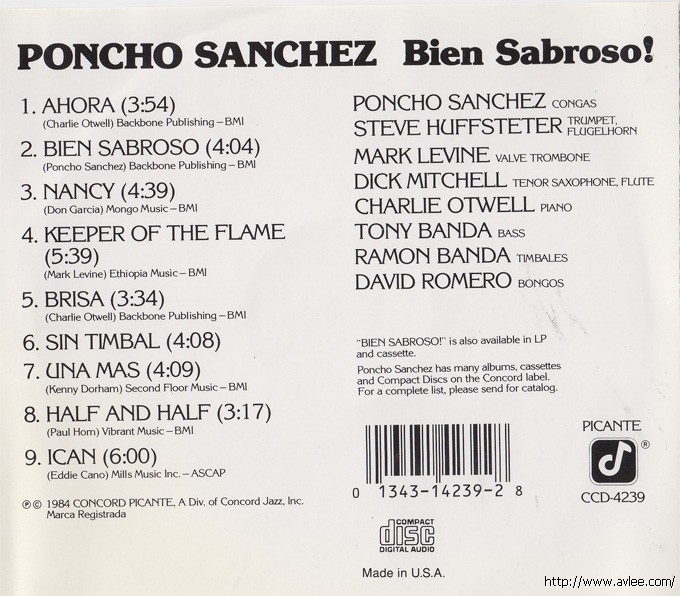 PONCHO SANCHEZ Bien Sabroso!
1. AHORA (3:54)
(Charlie Otwell) Backbone Publishing – BMI
2. BIEN SABROSO (4:04)
(Poncho Sanchez) Backbone Publishing – BMI
3. NANCY (4:39)
(Don Garcia) Mongo Music – BMI
4. KEEPER OF THE FLAME
(5:39)
(Mark Levine) Ethiopia Music – BMI
5. BRISA (3:34)
(Charlie Otwell) Backbone Publishing – BMI
6. SIN TIMBAL (4:08)
7. UNA MAS (4:09)
(Kenny Dorham) Second Floor Music – BMI
8. HALF AND HALF (3:17)
(Paul Horn) Vibrant Music – BMI
9. ICAN (6:00)
(Eddie Cano) Mills Music Inc. – ASCAP
℗ © 1984 CONCORD PICANTE, A Div. of Concord Jazz, Inc.
Marca Registrada
PONCHO SANCHEZ CONGAS
STEVE HUFFSTETER TRUMPET,
FLUGELHORN
MARK LEVINE VALVE TROMBONE
DICK MITCHELL TENOR SAXOPHONE, FLUTE
CHARLIE OTWELL PIANO
TONY BANDA BASS
RAMON BANDA TIMBALES
DAVID ROMERO BONGOS
“BIEN SABROSO!” is also available in LP
and cassette.
Poncho Sanchez has many albums, cassettes
and Compact Discs on the Concord label.
For a complete list, please send for catalog.
0 1343-14239-2 8
PICANTE
®
CCD-4239
COMPACT
disc
DIGITAL AUDIO
Made in U.S.A.
http://www.avlee.com/